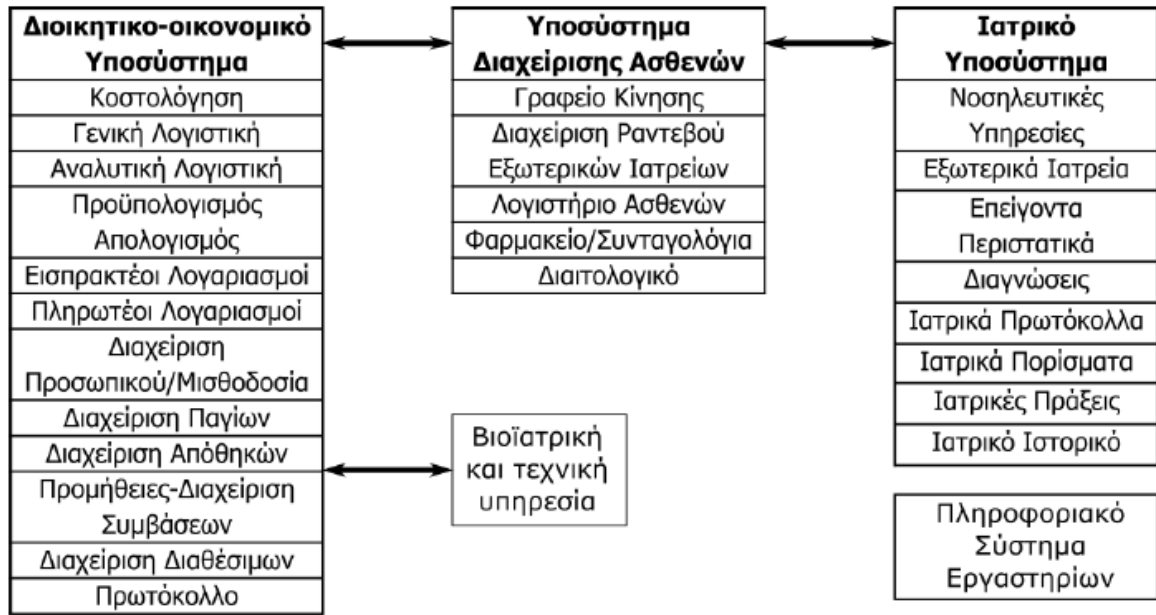 Διοικητικο-οικονομικό
Υποσύστημα
Κοστολόγηση
Γενική Λογιστική
Αναλυτική Λογιστική
Προϋπολογισμός
Απολογισμός
Εισπρακτέοι Λογαριασμοί
Πληρωτέοι Λογαριασμοί
Διαχείριση
Προσωπικού/Μισθοδοσία
Διαχείριση Παγίων
Διαχείριση Απόθηκών
Προμήθειες-Διαχείριση
Συμβάσεων
Διαχείριση Διαθέσιμων
Πρωτόκολλο
Υποσύστημα
Διαχείρισης Ασθενών
Γραφείο Κίνησης
Διαχείριση Ραντεβού
Εξωτερικών Ιατρείων
Λογιστήριο Ασθενών
Φαρμακείο/Συνταγολόγια
Διαιτολογικό
Βιοϊατρική
και τεχνική
υπηρεσία
Ιατρικό
Υποσύστημα
Νοσηλευτικές
Υπηρεσίες
Εξωτερικά Ιατρεία
Επείγοντα
Περιστατικά
Διαγνώσεις
Ιατρικά Πρωτόκολλα
Ιατρικά Πορίσματα
Ιατρικές Πράξεις
Ιατρικό Ιστορικό
Πληροφοριακό
Σύστημα
Εργαστηρίων